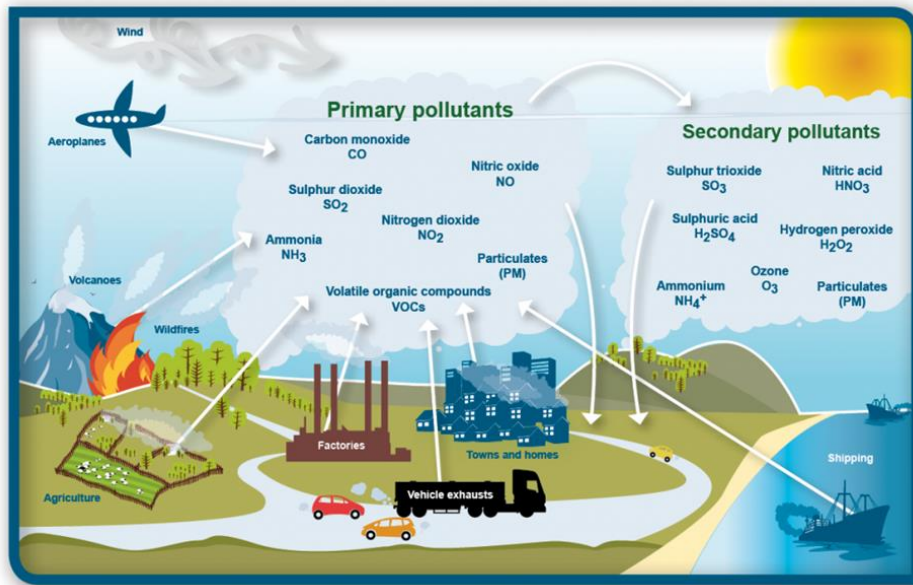 Wind
Aeroplanes
Primary pollutants
Carbon monoxide
CO
Nitric oxide
NO
Sulphur dioxide
SO₂
Nitrogen dioxide
NO₂
Ammonia
NH₃
Particulates
(PM)
Volatile organic compounds
VOCs
Secondary pollutants
Sulphur trioxide
SO₃
Nitric acid
HNO₃
Sulphuric acid
H₂SO₄
Hydrogen peroxide
H₂O₂
Ozone
O₃
Ammonium
NH₄⁺
Particulates
(PM)
Volcanoes
Wildfires
Agriculture
Factories
Towns and homes
Vehicle exhausts
Shipping